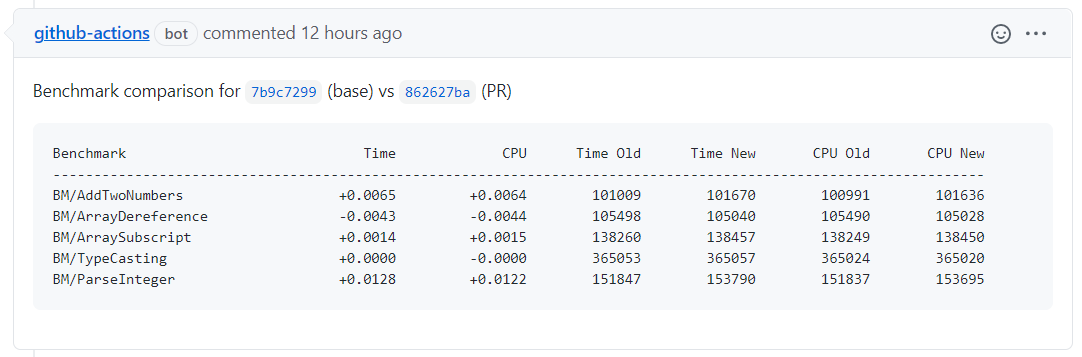 github-actions bot commented 12 hours ago
Benchmark comparison for 7b9c7299 (base) vs 862627ba (PR)
Benchmark Time CPU Time Old Time New CPU Old CPU New
--------------------------------------------------------------------------------------------------------------
BM/AddTwoNumbers +0.0065 +0.0064 101009 101670 100991 101636
BM/ArrayDereference -0.0043 -0.0044 105498 105040 105490 105028
BM/ArraySubscript +0.0014 +0.0015 138260 138457 138249 138450
BM/TypeCasting +0.0000 -0.0000 365053 365057 365024 365020
BM/ParseInteger +0.0128 +0.0122 151847 153790 151837 153695